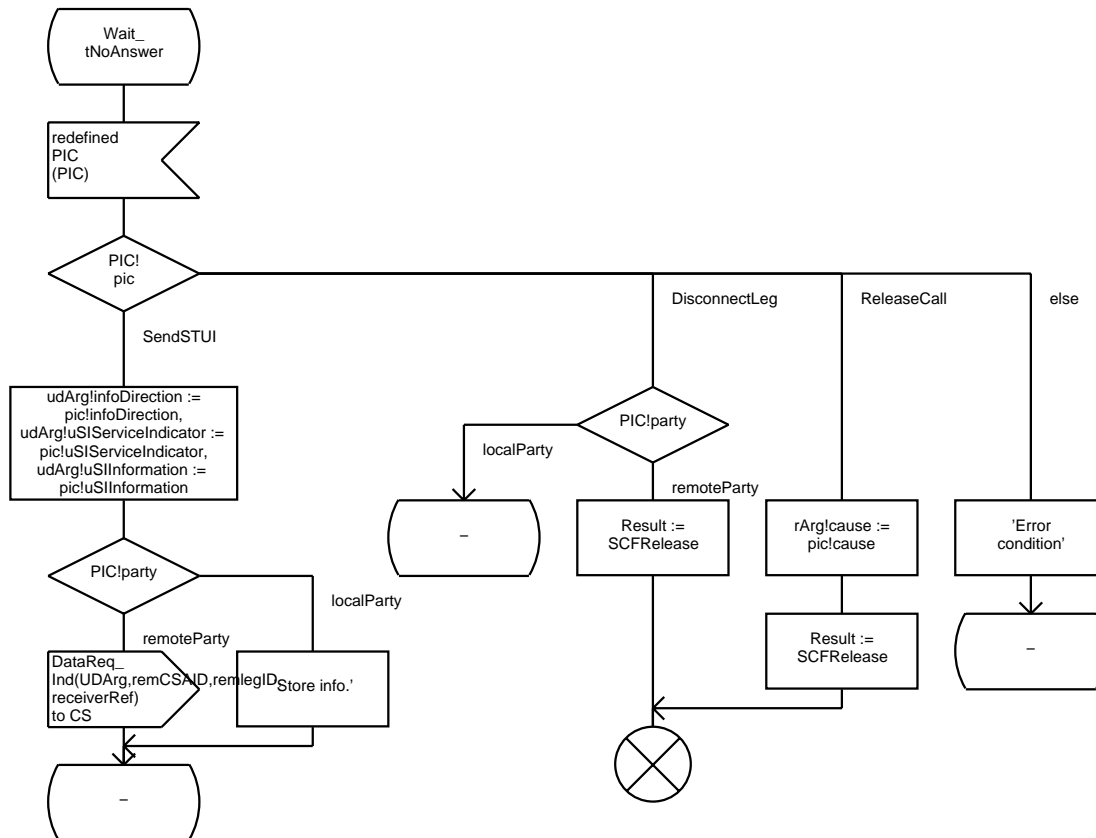 Wait_
tNoAnswer
redefined
PIC
(PIC)
PIC!
pic
DisconnectLeg
ReleaseCall
else
SendSTUI
udArg!infoDirection :=
pic!infoDirection,
udArg!uSIServiceIndicator :=
pic!uSIServiceIndicator,
udArg!uSIInformation :=
pic!uSIInformation
PIC!party
localParty
remoteParty
–
Result :=
SCFRelease
rArg!cause :=
pic!cause
'Error
condition'
PIC!party
localParty
remoteParty
DataReq_
Ind(UDArg,remCSAID,remlegID,
receiverRef)
to CS
'Store info.'
Result :=
SCFRelease
–
–